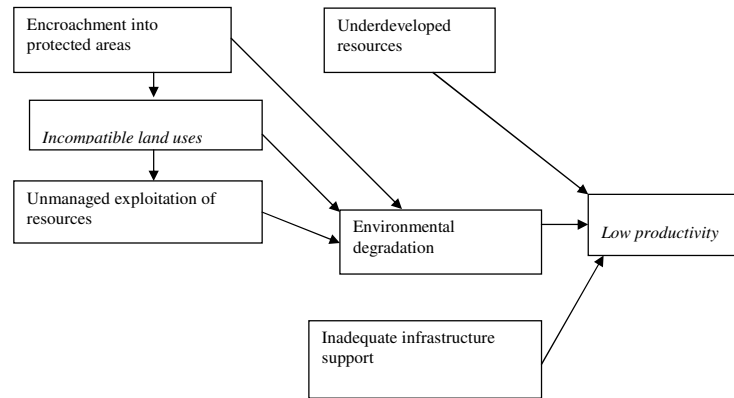 Encroachment into
protected areas
Underdeveloped
resources
Incompatible land uses
Unmanaged exploitation of
resources
Environmental
degradation
Low productivity
Inadequate infrastructure
support